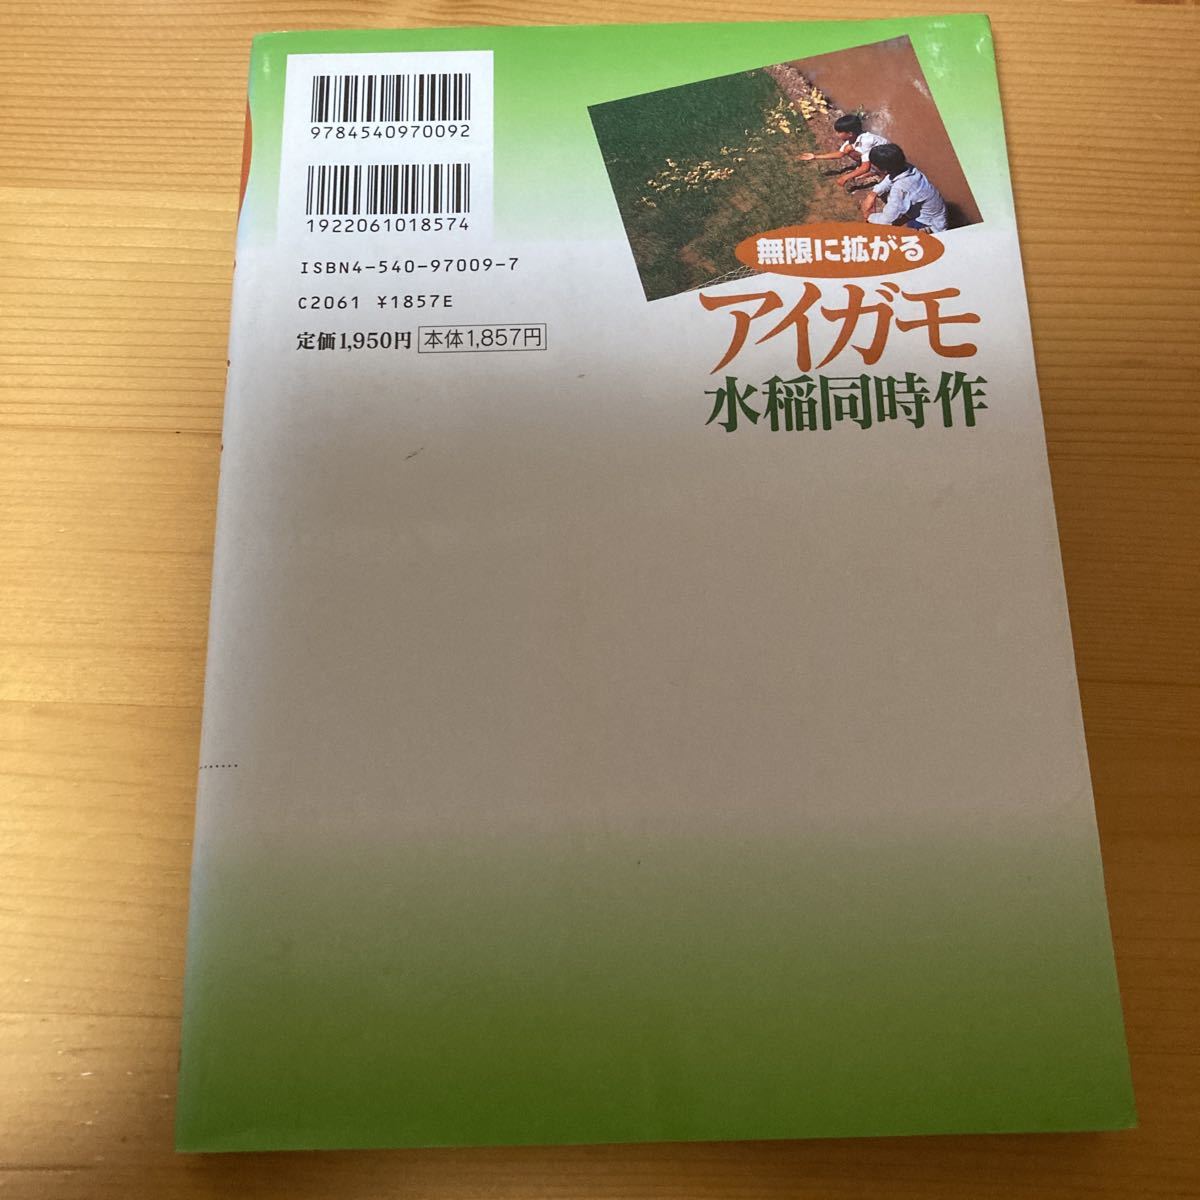 9784540970092
1922061018574
ISBN4-540-97009-7
C2061 ¥1857E
定価1,950円 本体1,857円
無限に拡がる
アイガモ
水稲同時作